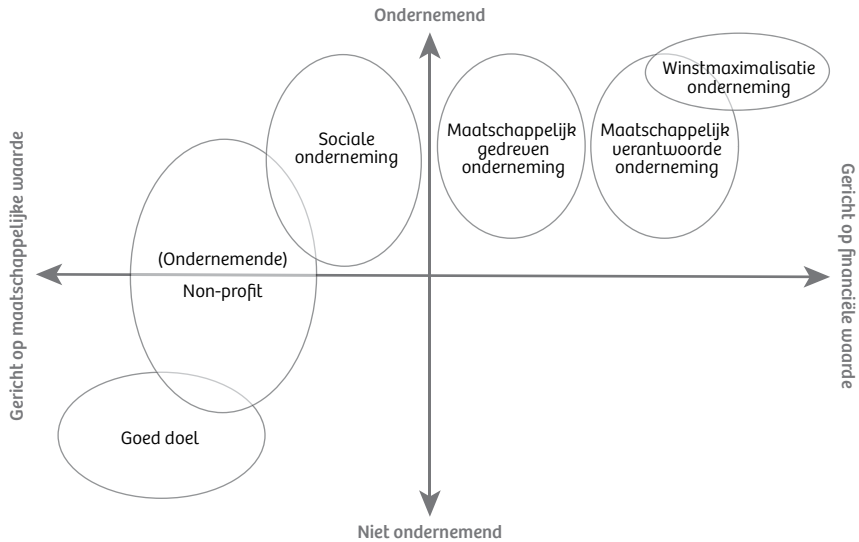 Ondernemend
Winstmaximalisatie
onderneming
Sociale
onderneming
Maatschappelijk
gedreven
onderneming
Maatschappelijk
verantwoorde
onderneming
Gericht op maatschappelijke waarde
Gericht op financiële waarde
(Ondernemende)
Non-profit
Goed doel
Niet ondernemend